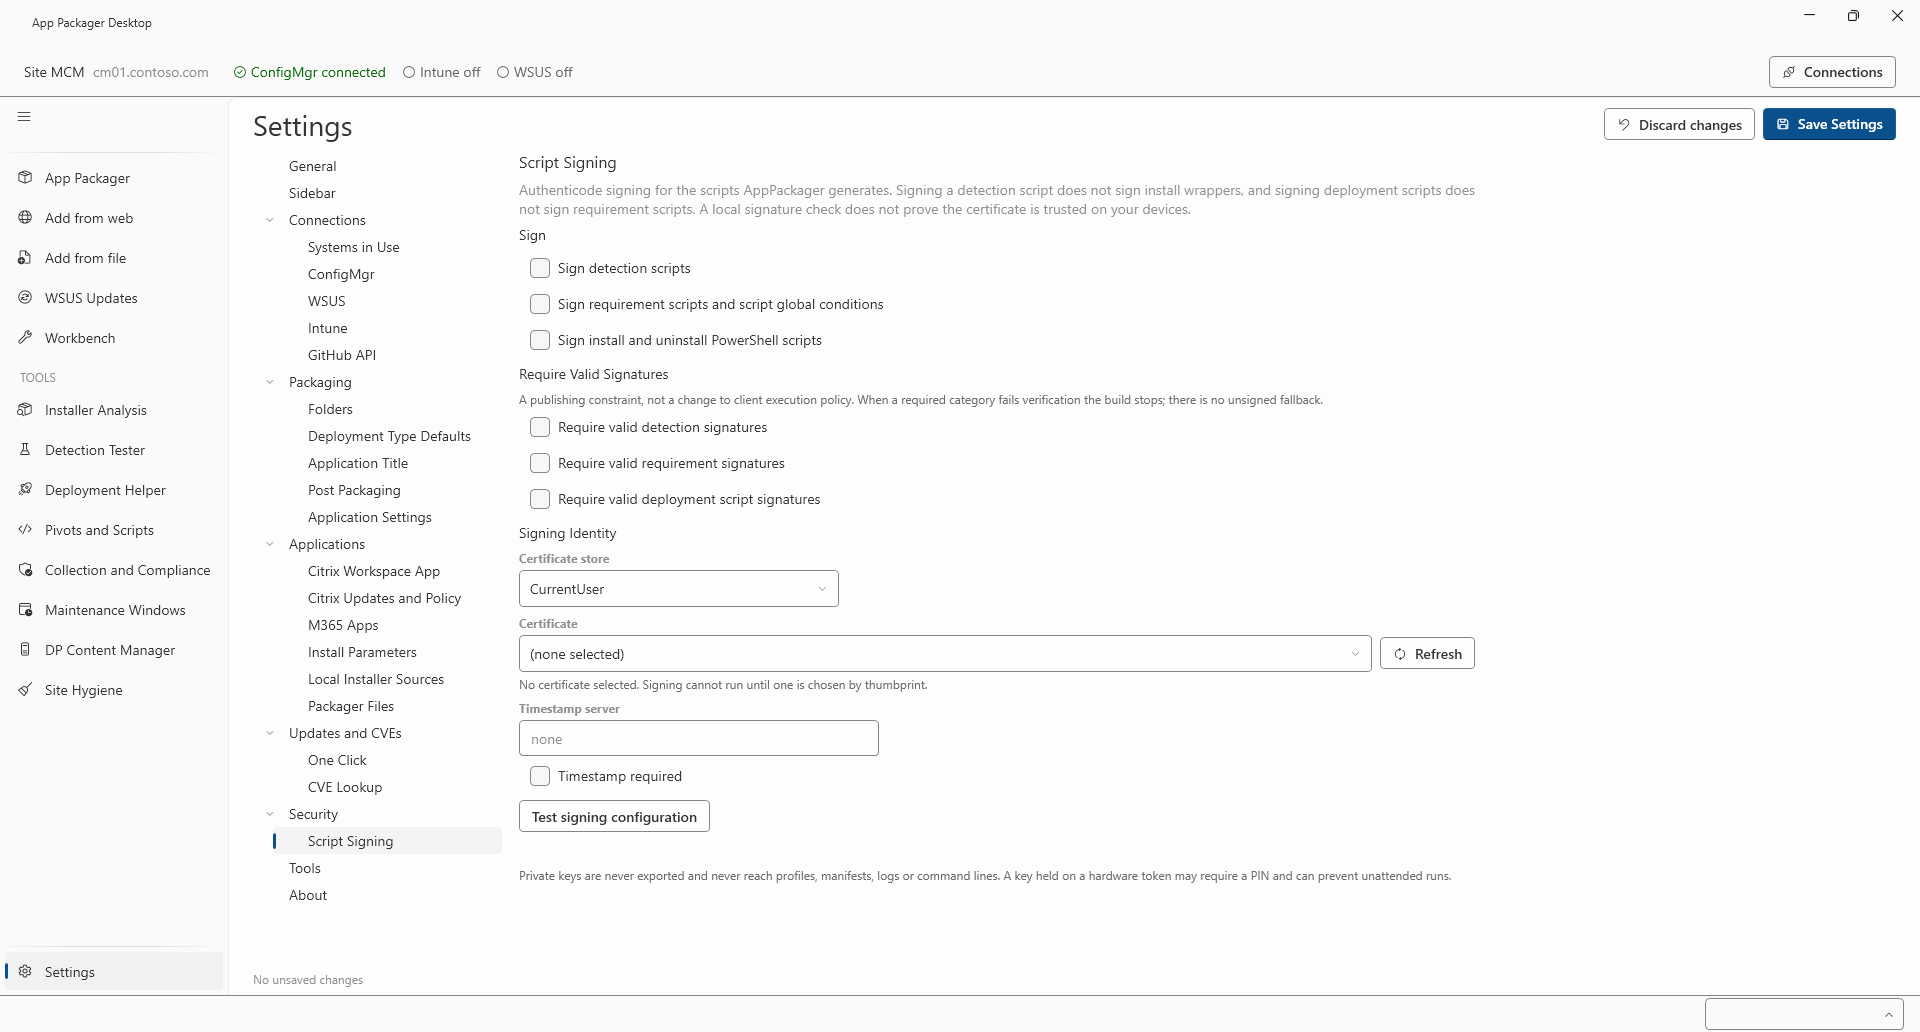 App Packager Desktop
Site MCM cm01.contoso.com ConfigMgr connected Intune off WSUS off Connections
Settings Discard changes Save Settings
App Packager
Add from web
Add from file
WSUS Updates
Workbench
TOOLS
Installer Analysis
Detection Tester
Deployment Helper
Pivots and Scripts
Collection and Compliance
Maintenance Windows
DP Content Manager
Site Hygiene
Settings
General
Sidebar
Connections
Systems in Use
ConfigMgr
WSUS
Intune
GitHub API
Packaging
Folders
Deployment Type Defaults
Application Title
Post Packaging
Application Settings
Applications
Citrix Workspace App
Citrix Updates and Policy
M365 Apps
Install Parameters
Local Installer Sources
Packager Files
Updates and CVEs
One Click
CVE Lookup
Security
Script Signing
Tools
About
Script Signing
Authenticode signing for the scripts AppPackager generates. Signing a detection script does not sign install wrappers, and signing deployment scripts does
not sign requirement scripts. A local signature check does not prove the certificate is trusted on your devices.
Sign
Sign detection scripts
Sign requirement scripts and script global conditions
Sign install and uninstall PowerShell scripts
Require Valid Signatures
A publishing constraint, not a change to client execution policy. When a required category fails verification the build stops; there is no unsigned fallback.
Require valid detection signatures
Require valid requirement signatures
Require valid deployment script signatures
Signing Identity
Certificate store
CurrentUser
Certificate
(none selected) Refresh
No certificate selected. Signing cannot run until one is chosen by thumbprint.
Timestamp server
none
Timestamp required
Test signing configuration
Private keys are never exported and never reach profiles, manifests, logs or command lines. A key held on a hardware token may require a PIN and can prevent unattended runs.
No unsaved changes